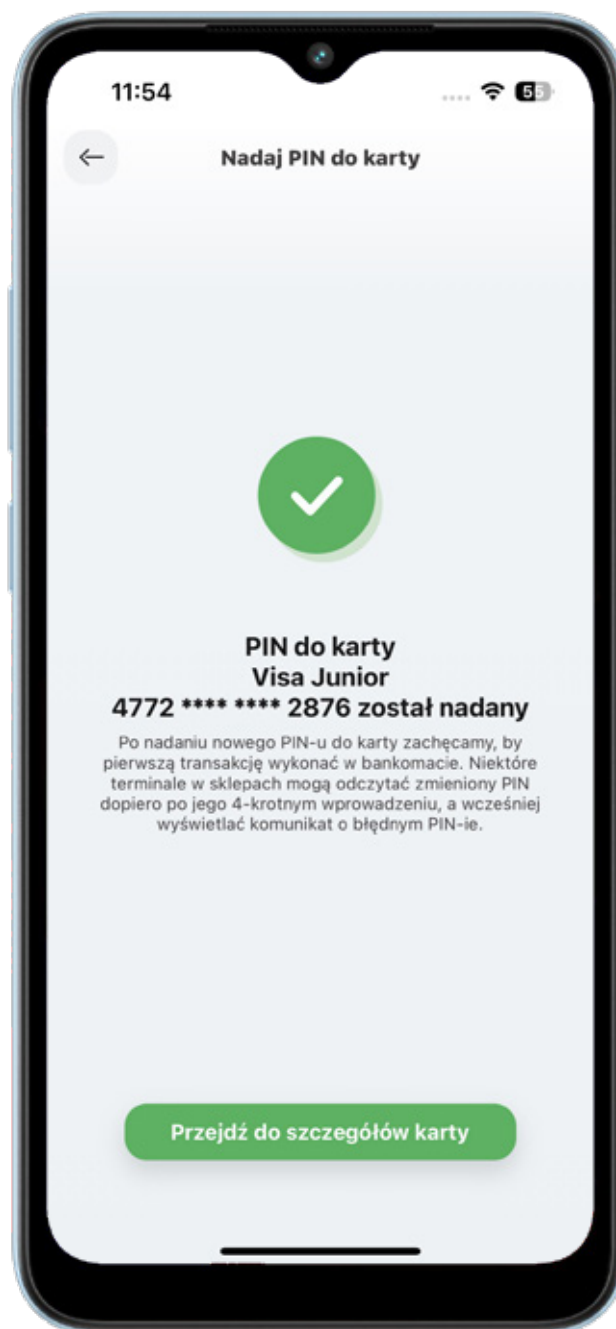 11:54
55
Nadaj PIN do karty
PIN do karty
Visa Junior
4772 **** **** 2876 został nadany
Po nadaniu nowego PIN-u do karty zachęcamy, by
pierwszą transakcję wykonać w bankomacie. Niektóre
terminale w sklepach mogą odczytać zmieniony PIN
dopiero po jego 4-krotnym wprowadzeniu, a wcześniej
wyświetlać komunikat o błędnym PIN-ie.
Przejdź do szczegółów karty